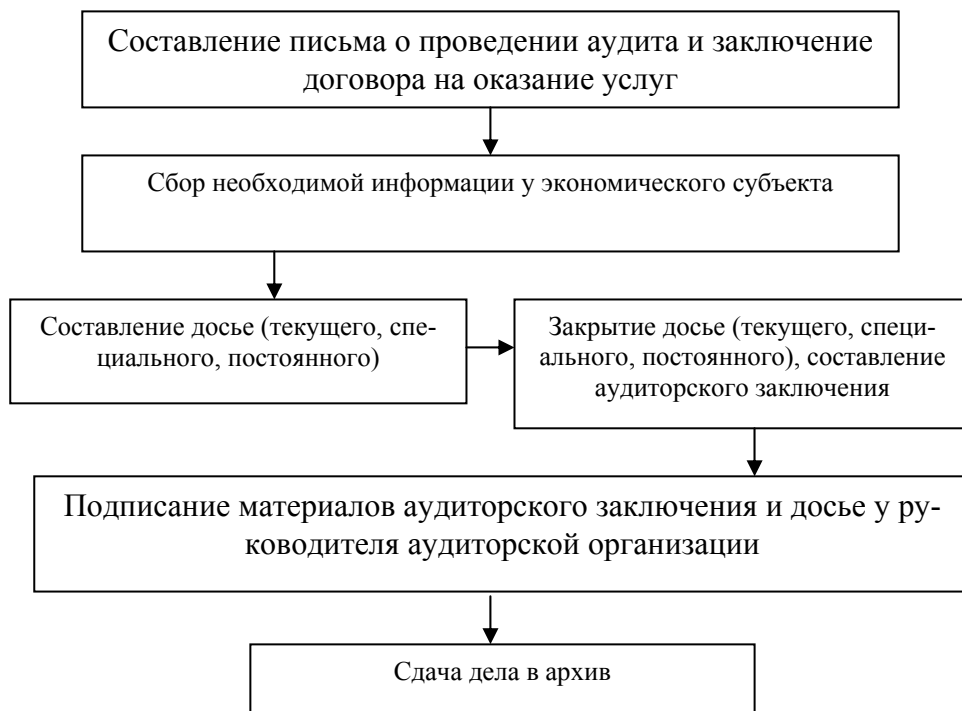 Составление письма о проведении аудита и заключение
договора на оказание услуг
Сбор необходимой информации у экономического субъекта
Составление досье (текущего, спе-
циального, постоянного)
Закрытие досье (текущего, специ-
ального, постоянного), составление
аудиторского заключения
Подписание материалов аудиторского заключения и досье у ру-
ководителя аудиторской организации
Сдача дела в архив